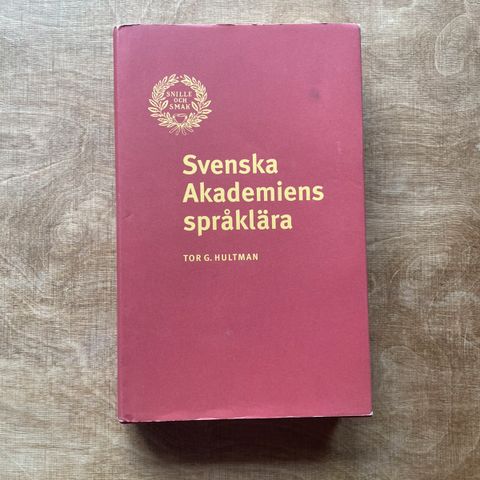 SNILLE
OCH
SMAK
Svenska
Akademiens
språklära
TOR G. HULTMAN